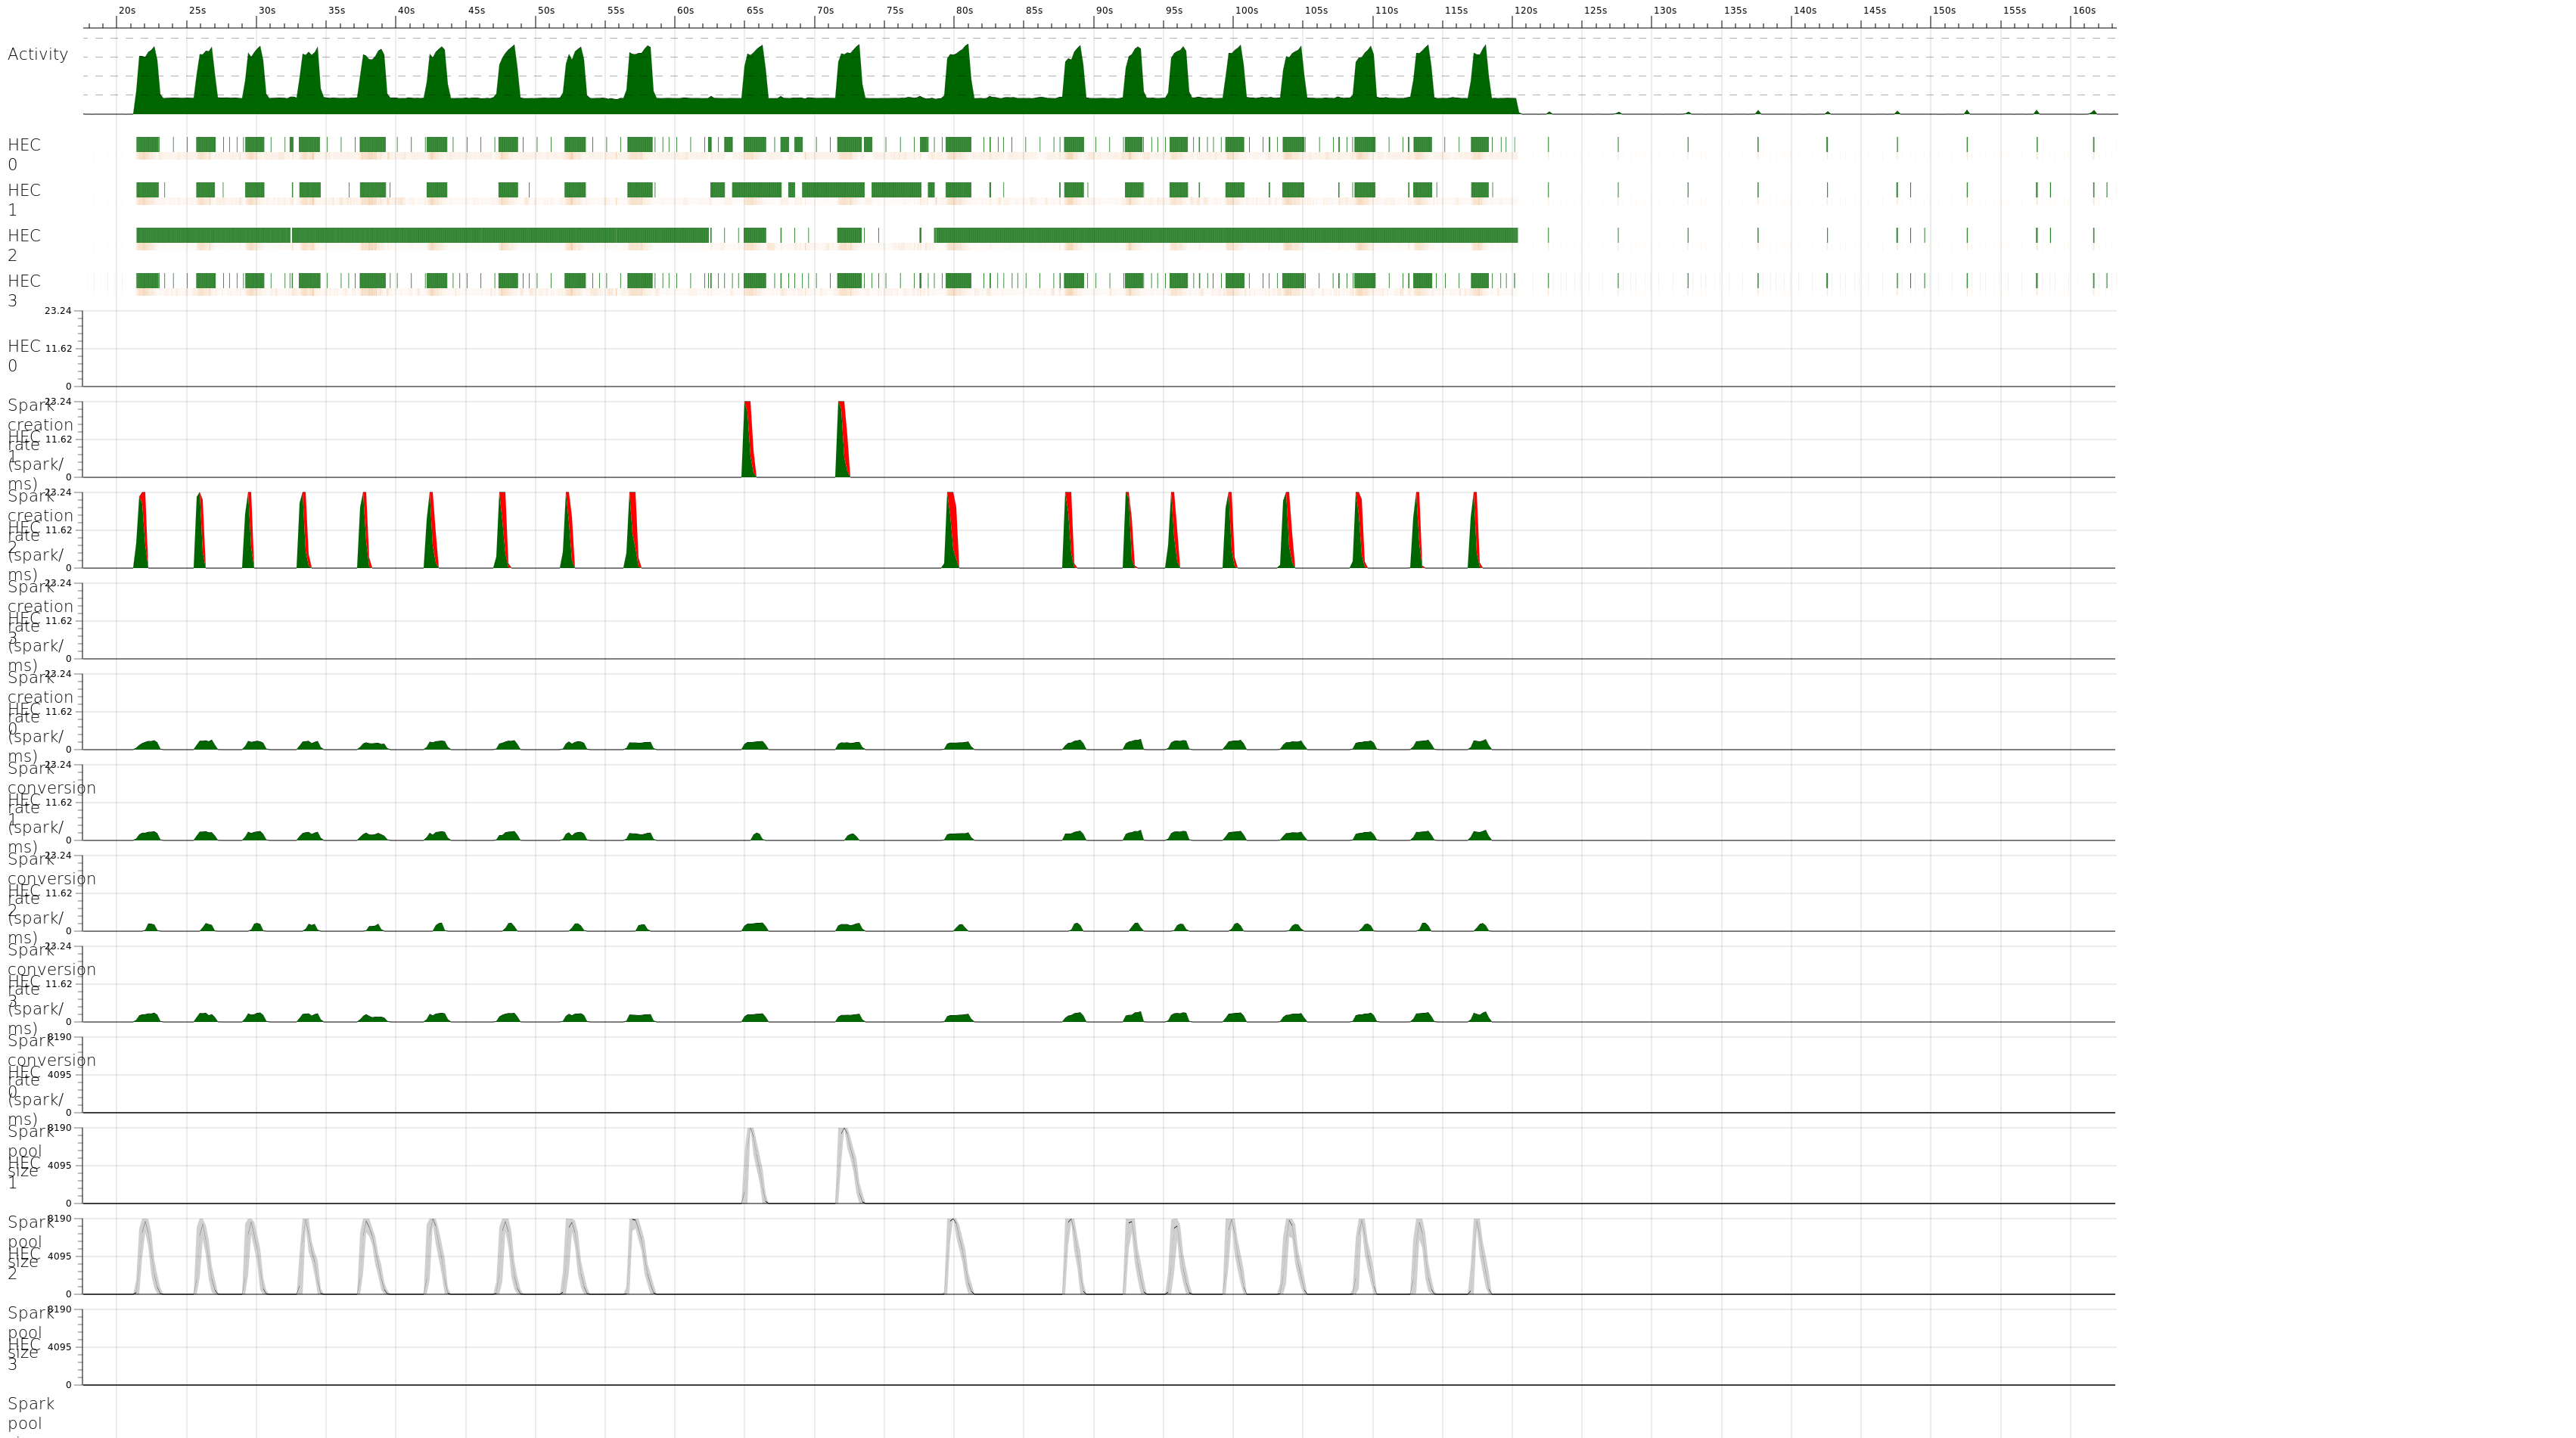 20s 25s 30s 35s 40s 45s 50s 55s 60s 65s 70s 75s 80s 85s 90s 95s 100s 105s 110s 115s 120s 125s 130s 135s 140s 145s 150s 155s 160s
Activity
HEC
0
HEC
1
HEC
2
HEC
3
23.24
HEC
11.62
0
0
Spark
23.24
creation
HEC
rate
11.62
1
(spark/
0
ms)
Spark
23.24
creation
HEC
rate
11.62
2
(spark/
0
ms)
Spark
23.24
creation
HEC
rate
11.62
3
(spark/
0
ms)
Spark
23.24
creation
HEC
rate
11.62
0
(spark/
0
ms)
Spark
23.24
conversion
HEC
rate
11.62
1
(spark/
0
ms)
Spark
23.24
conversion
HEC
rate
11.62
2
(spark/
0
ms)
Spark
23.24
conversion
HEC
rate
11.62
3
(spark/
0
ms)
Spark
8190
conversion
HEC
rate
4095
0
(spark/
0
ms)
Spark
8190
pool
HEC
size
4095
1
0
Spark
8190
pool
HEC
size
4095
2
0
Spark
8190
pool
HEC
size
4095
3
0
Spark
pool